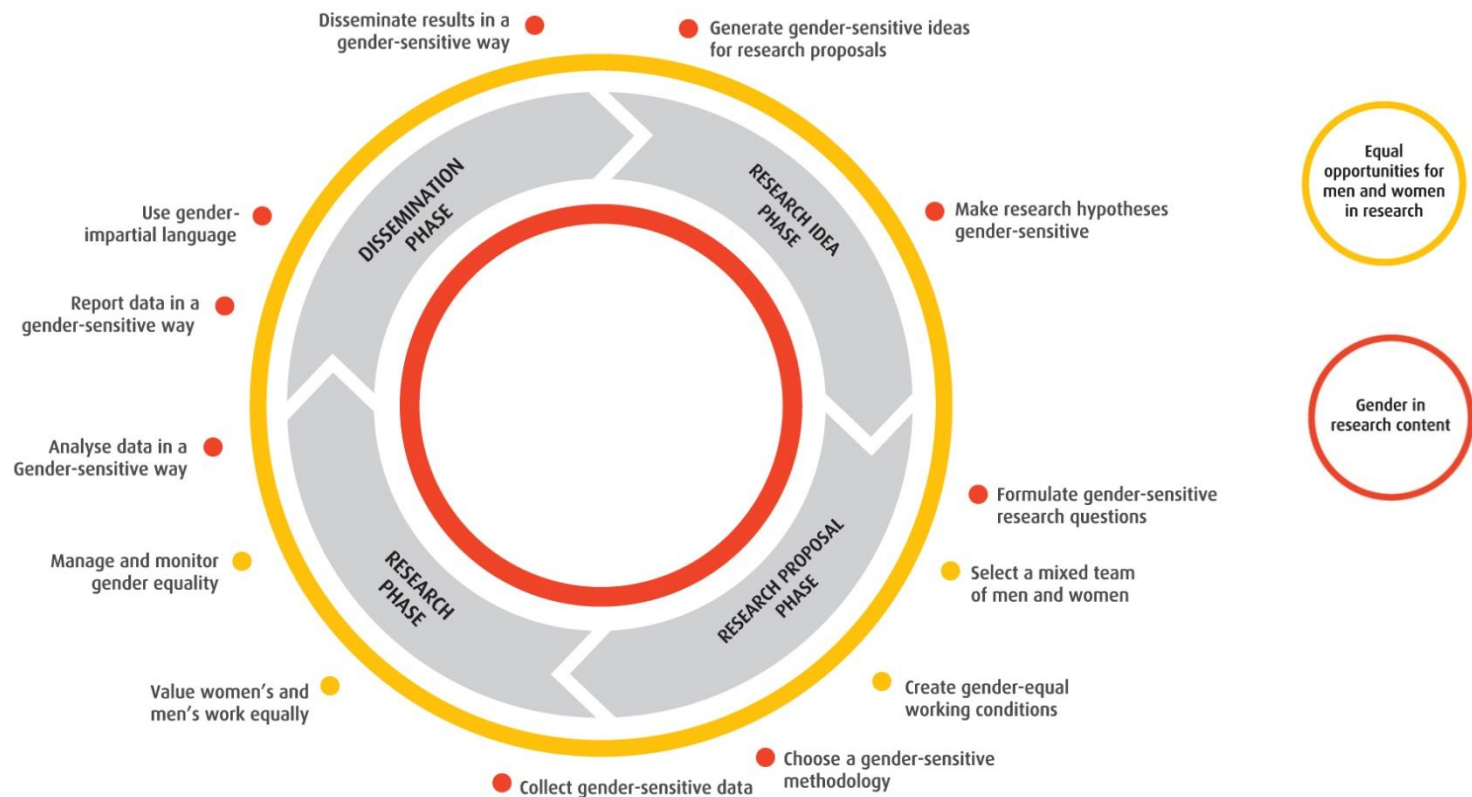 Disseminate results in a
gender-sensitive way
Generate gender-sensitive ideas
for research proposals
Use gender-
impartial language
DISSEMINATION
PHASE
RESEARCH IDEA
PHASE
Make research hypotheses
gender-sensitive
Equal
opportunities for
men and women
in research
Report data in a
gender-sensitive way
Gender in
research content
Analyse data in a
Gender-sensitive way
Formulate gender-sensitive
research questions
Manage and monitor
gender equality
RESEARCH
PHASE
RESEARCH PROPOSAL
PHASE
Select a mixed team
of men and women
Value women’s and
men’s work equally
Create gender-equal
working conditions
Collect gender-sensitive data
Choose a gender-sensitive
methodology